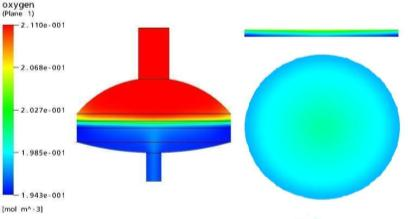 oxygen
(Plane 1)
2.110e-001
2.068e-001
2.027e-001
1.985e-001
1.943e-001
[mol m^-3]